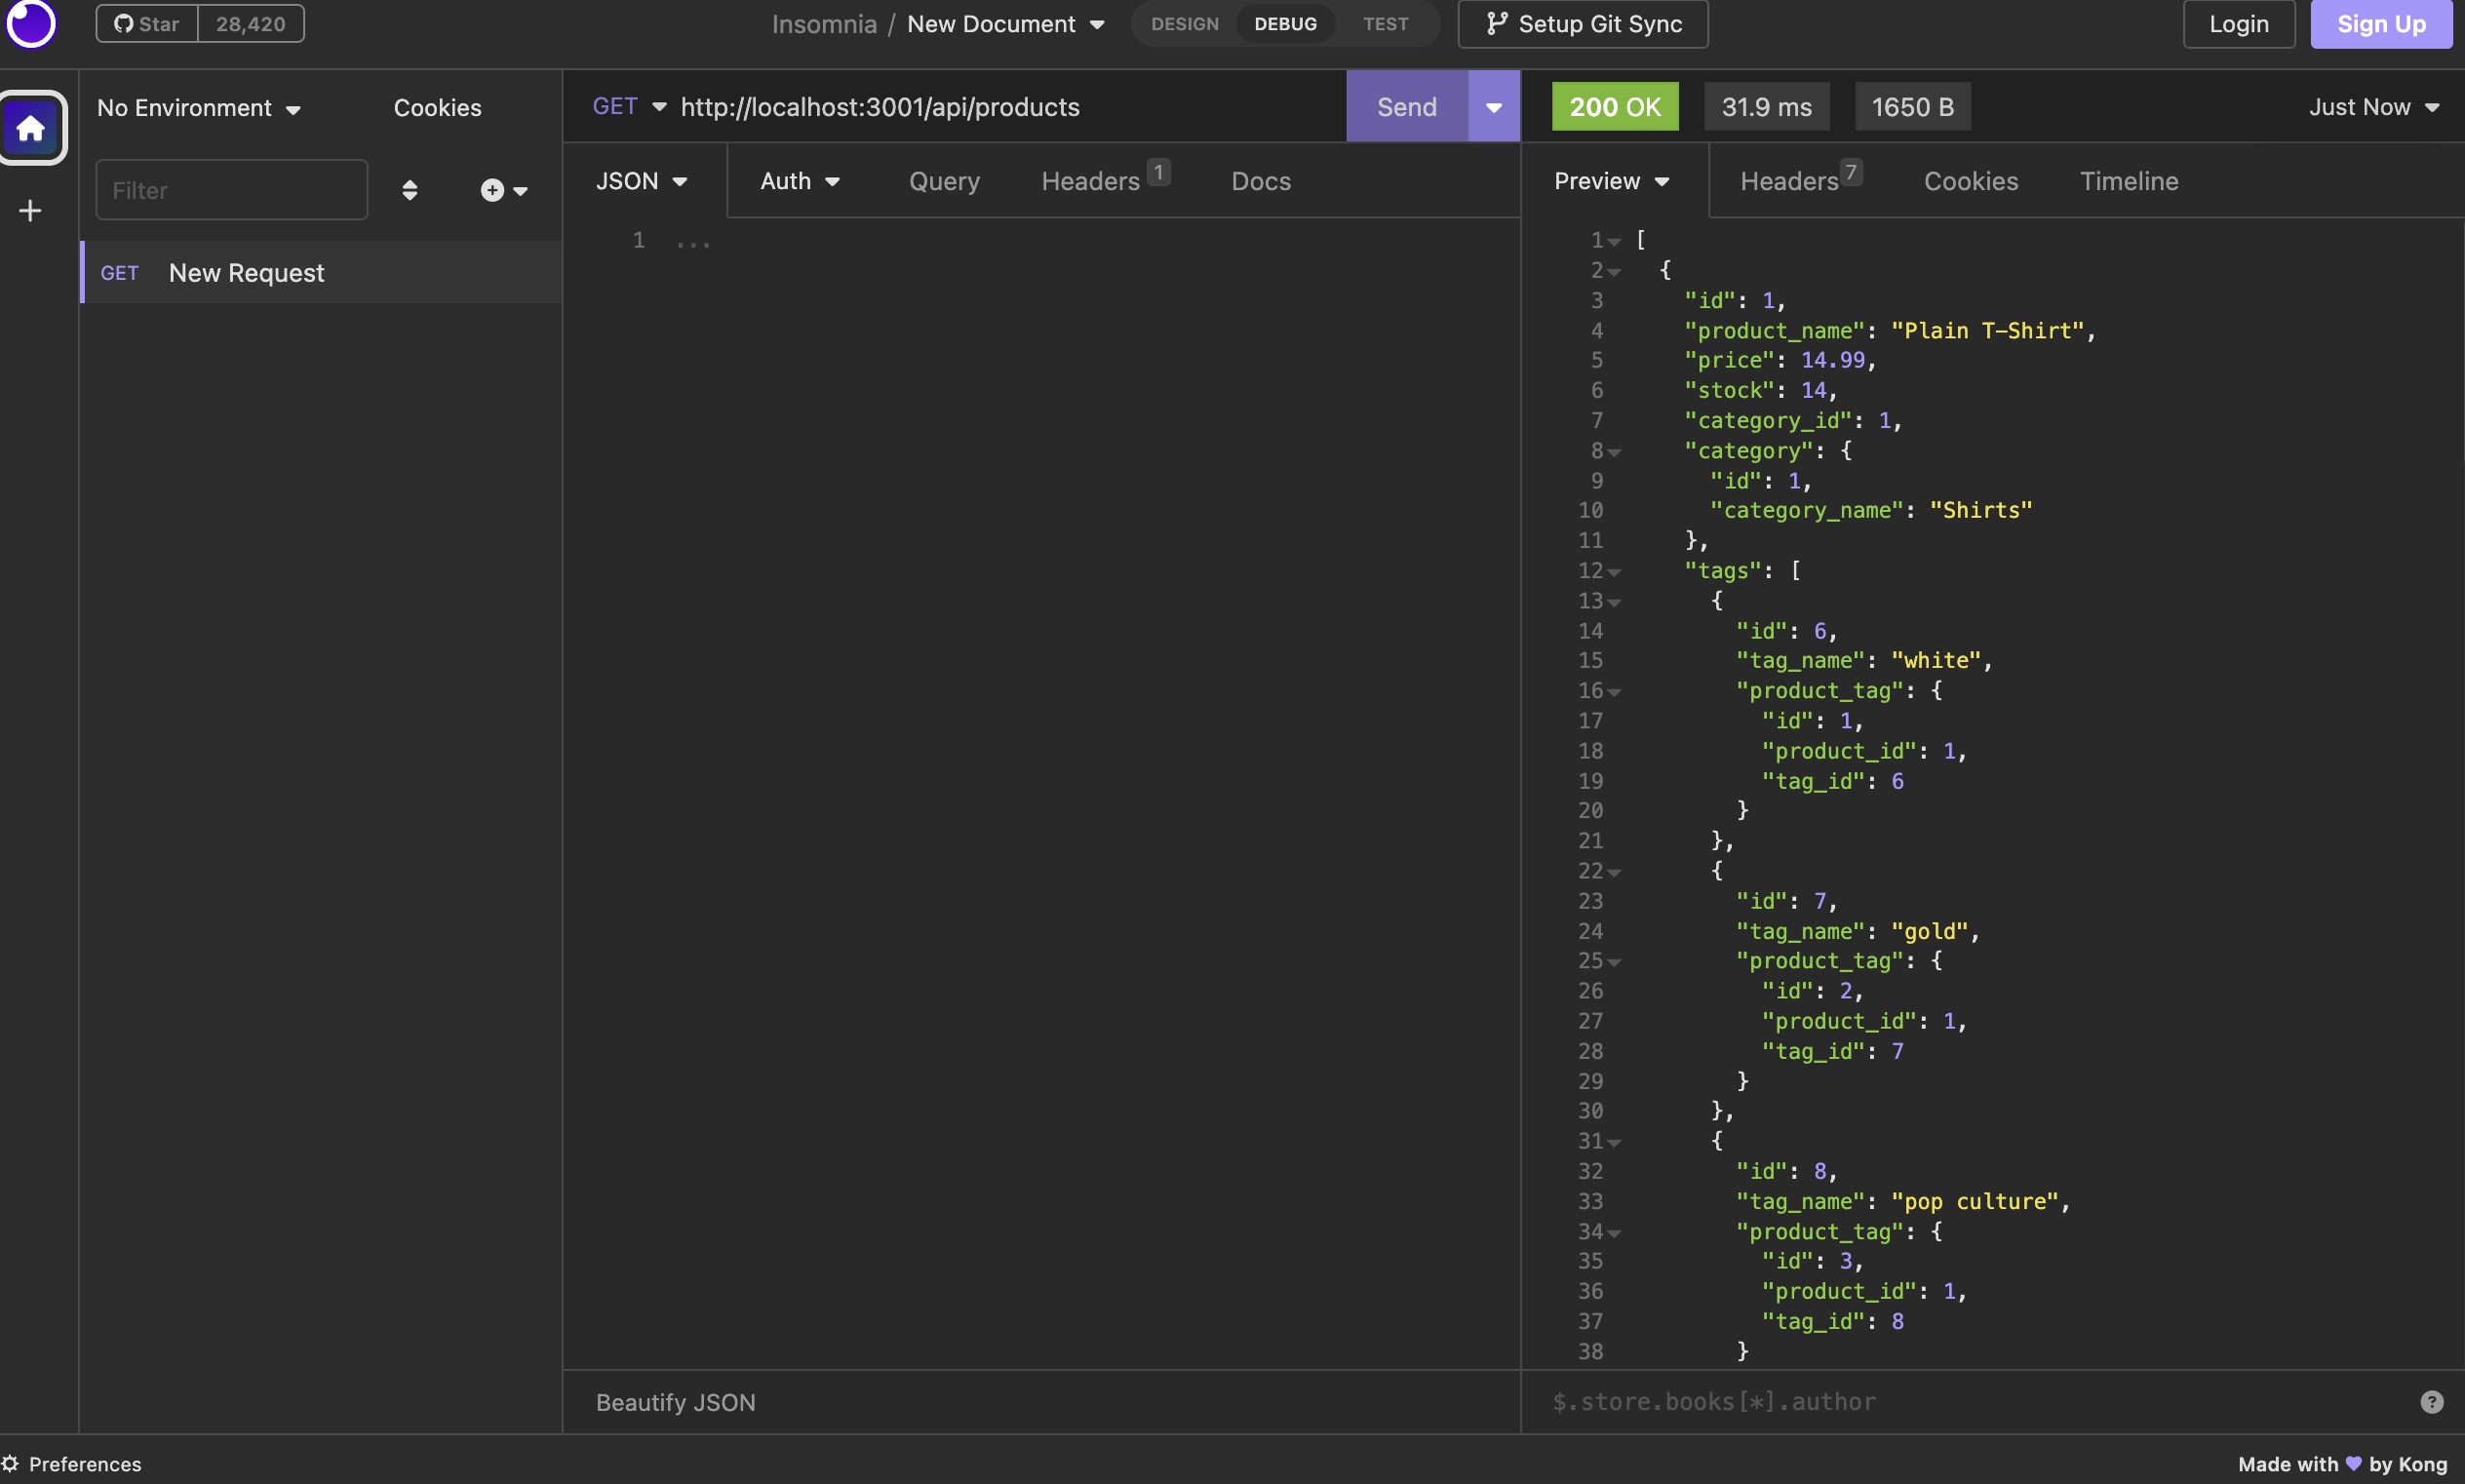 Star 28,420
Insomnia / New Document
DESIGN DEBUG TEST
Setup Git Sync
Login
Sign Up
No Environment
Cookies
Filter
GET New Request
GET http://localhost:3001/api/products
Send
JSON Auth Query Headers 1 Docs
1 ...
Beautify JSON
200 OK 31.9 ms 1650 B Just Now
Preview Headers 7 Cookies Timeline
1 [
2 {
3 "id": 1,
4 "product_name": "Plain T-Shirt",
5 "price": 14.99,
6 "stock": 14,
7 "category_id": 1,
8 "category": {
9 "id": 1,
10 "category_name": "Shirts"
11 },
12 "tags": [
13 {
14 "id": 6,
15 "tag_name": "white",
16 "product_tag": {
17 "id": 1,
18 "product_id": 1,
19 "tag_id": 6
20 }
21 },
22 {
23 "id": 7,
24 "tag_name": "gold",
25 "product_tag": {
26 "id": 2,
27 "product_id": 1,
28 "tag_id": 7
29 }
30 },
31 {
32 "id": 8,
33 "tag_name": "pop culture",
34 "product_tag": {
35 "id": 3,
36 "product_id": 1,
37 "tag_id": 8
38 }
$.store.books[*].author
?
Preferences
Made with 💜 by Kong